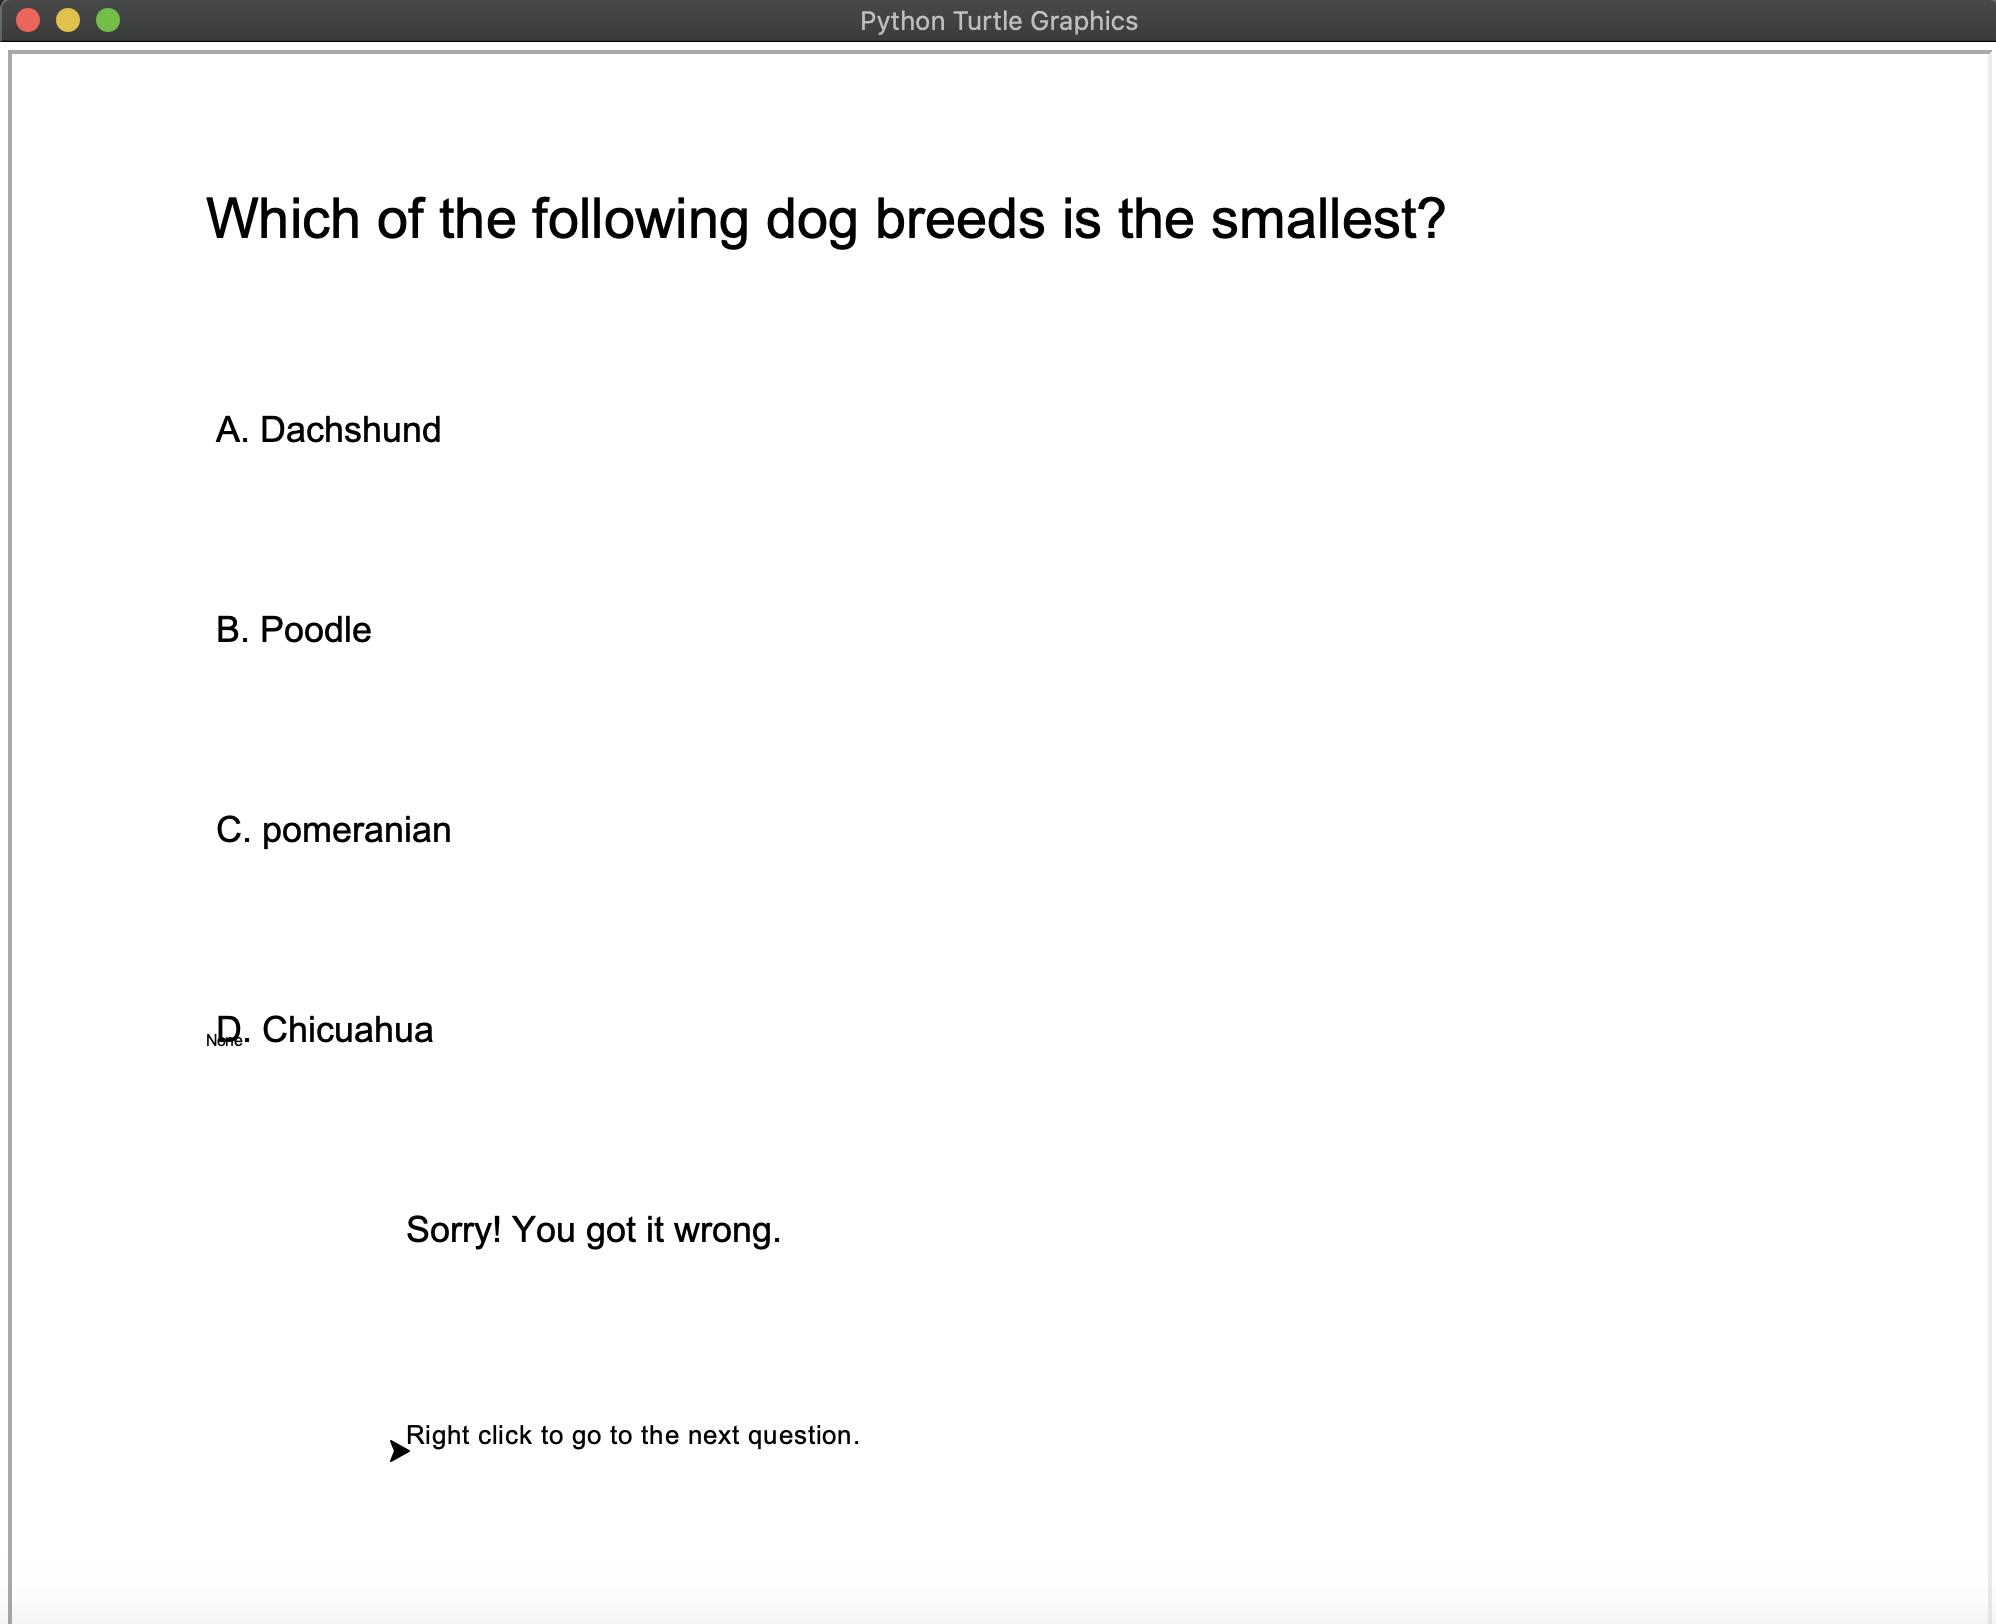 Python Turtle Graphics
Which of the following dog breeds is the smallest?
A. Dachshund
B. Poodle
C. pomeranian
D. Chicuahua
None
Sorry! You got it wrong.
Right click to go to the next question.